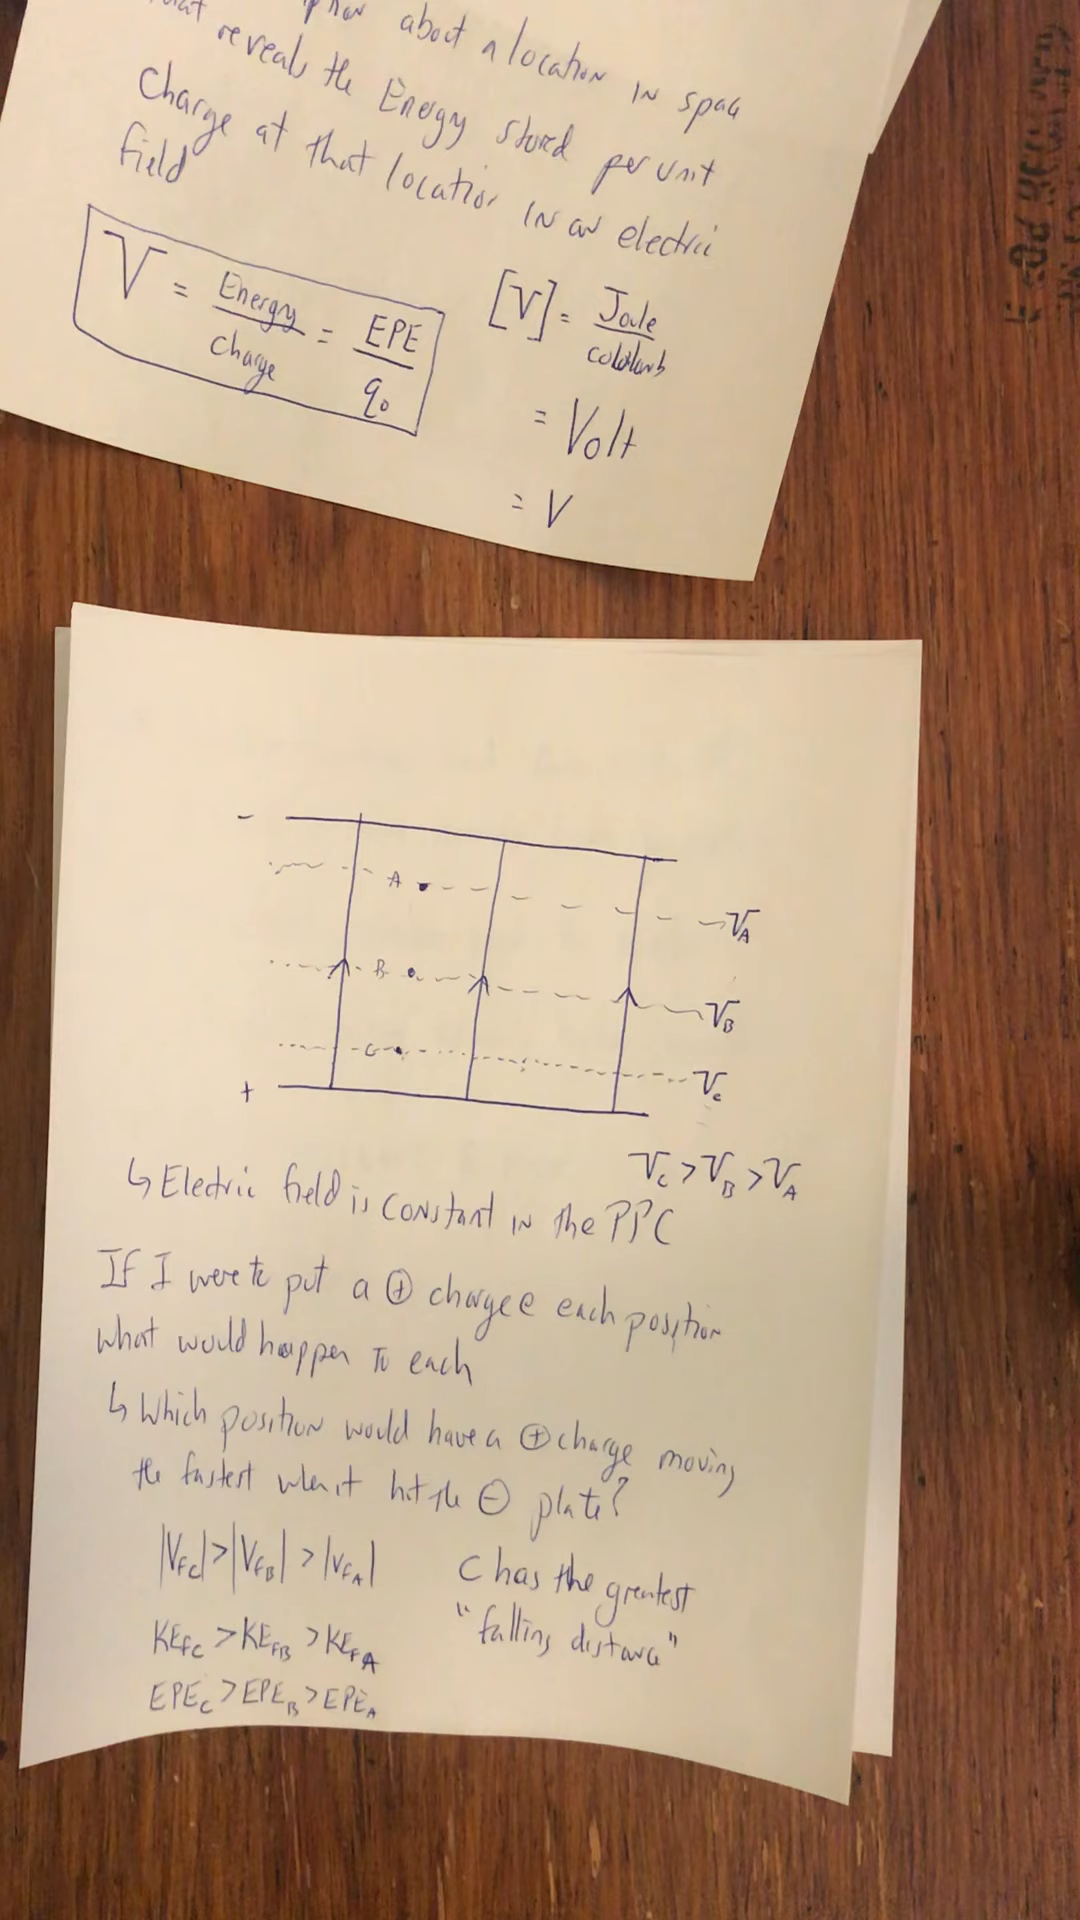 about a location in space
reveals the Energy stored per unit
Charge at that location in an electric
field
V = Energy/charge = EPE/q₀
[V] = Joule/coloulomb
= Volt
= V
-
A
V_A
B
V_B
C
V_C
+
V_C > V_B > V_A
↳ Electric field is constant in the PPC
If I were to put a ⊕ charge @ each position
what would happen to each
↳ Which position would have a ⊕ charge moving
the fastest when it hit the ⊖ plate?
|V_fC| > |V_fB| > |V_fA|
C has the greatest
"falling distance"
KE_fC > KE_fB > KE_fA
EPE_C > EPE_B > EPE_A